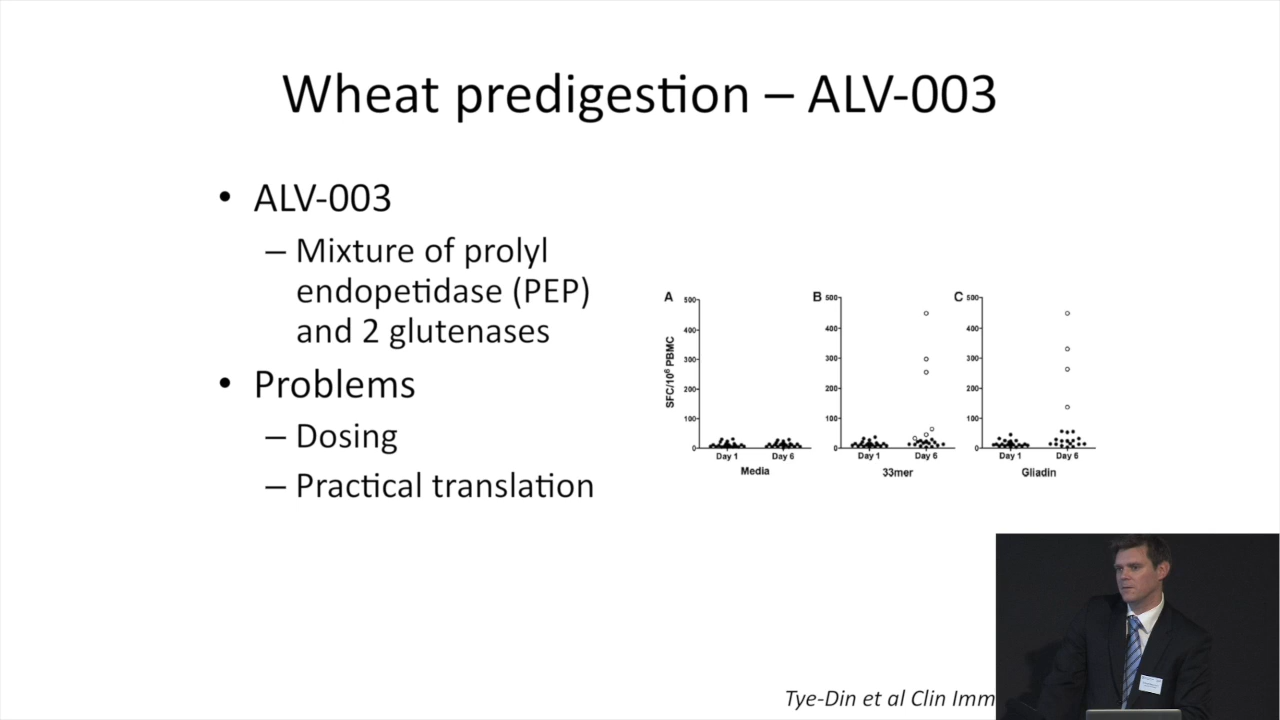 Wheat predigestion – ALV-003
• ALV-003
– Mixture of prolyl
endopetidase (PEP)
and 2 glutenases
• Problems
– Dosing
– Practical translation
A
500
400
300
200
100
0
SFC/10⁶ PBMC
Day 1
Day 6
Media
B
500
400
300
200
100
0
Day 1
Day 6
33mer
C
500
400
300
200
100
0
Day 1
Day 6
Gliadin
Tye-Din et al Clin Imm